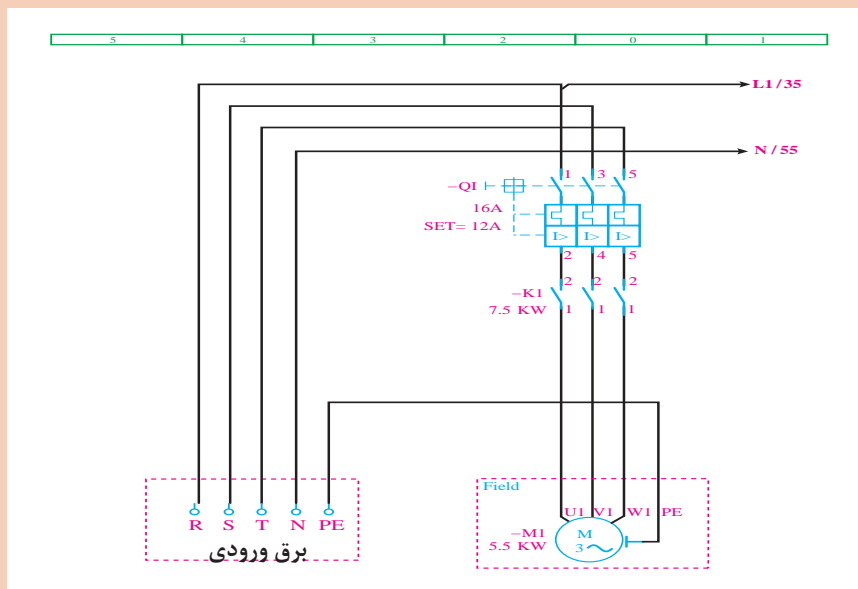 5 4 3 2 0 1
L1/35
N/55
1 3 5
–QI
16A
SET= 12A
I> I> I>
2 4 5
2 2 2
–K1
7.5 KW
1 1 1
Field
U1 V1 W1 PE
–M1
5.5 KW
M
3
R S T N PE
برق ورودی